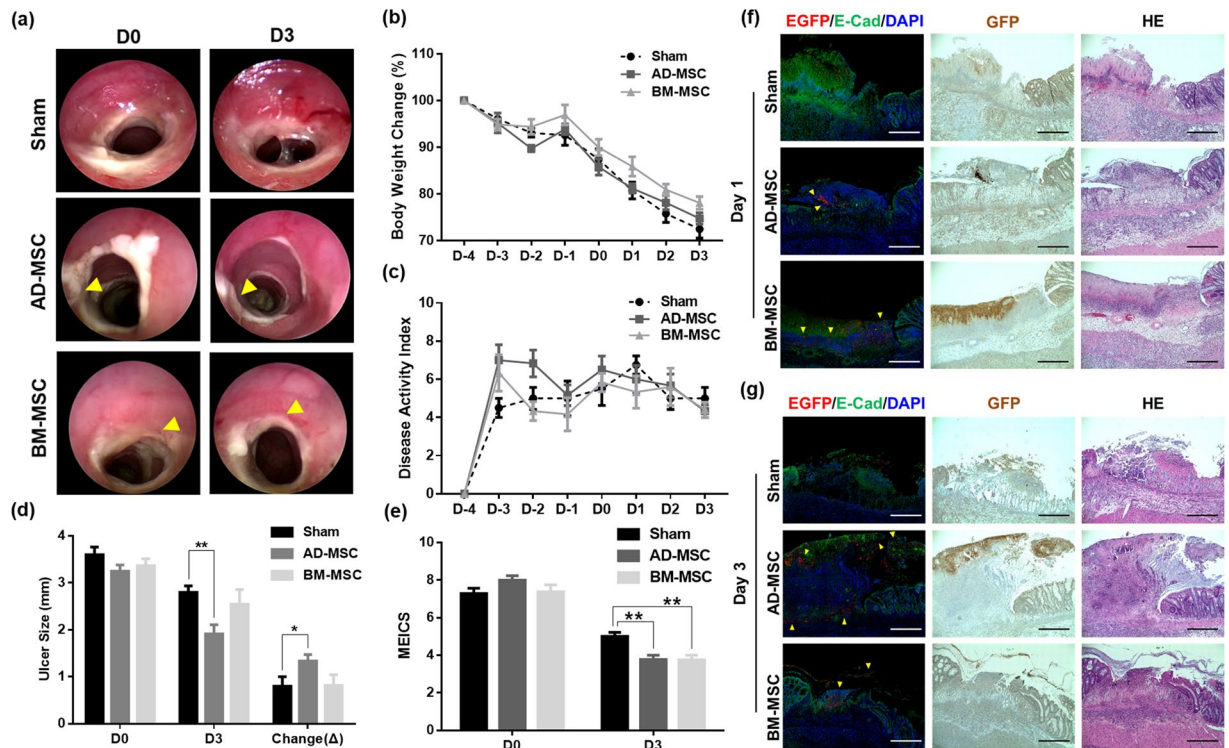 (a)
D0
D3
Sham
AD-MSC
BM-MSC
(b)
Body Weight Change (%)
110
100
90
80
70
D-4 D-3 D-2 D-1 D0 D1 D2 D3
Sham
AD-MSC
BM-MSC
(c)
Disease Activity Index
10
8
6
4
2
0
D-4 D-3 D-2 D-1 D0 D1 D2 D3
Sham
AD-MSC
BM-MSC
(d)
Ulcer Size (mm)
4
3
2
1
0
D0 D3 Change(Δ)
Sham
AD-MSC
BM-MSC
**
*
(e)
MEICS
10
8
6
4
2
0
D0 D3
Sham
AD-MSC
BM-MSC
**
**
(f)
EGFP/E-Cad/DAPI GFP HE
Day 1
Sham
AD-MSC
BM-MSC
(g)
EGFP/E-Cad/DAPI GFP HE
Day 3
Sham
AD-MSC
BM-MSC